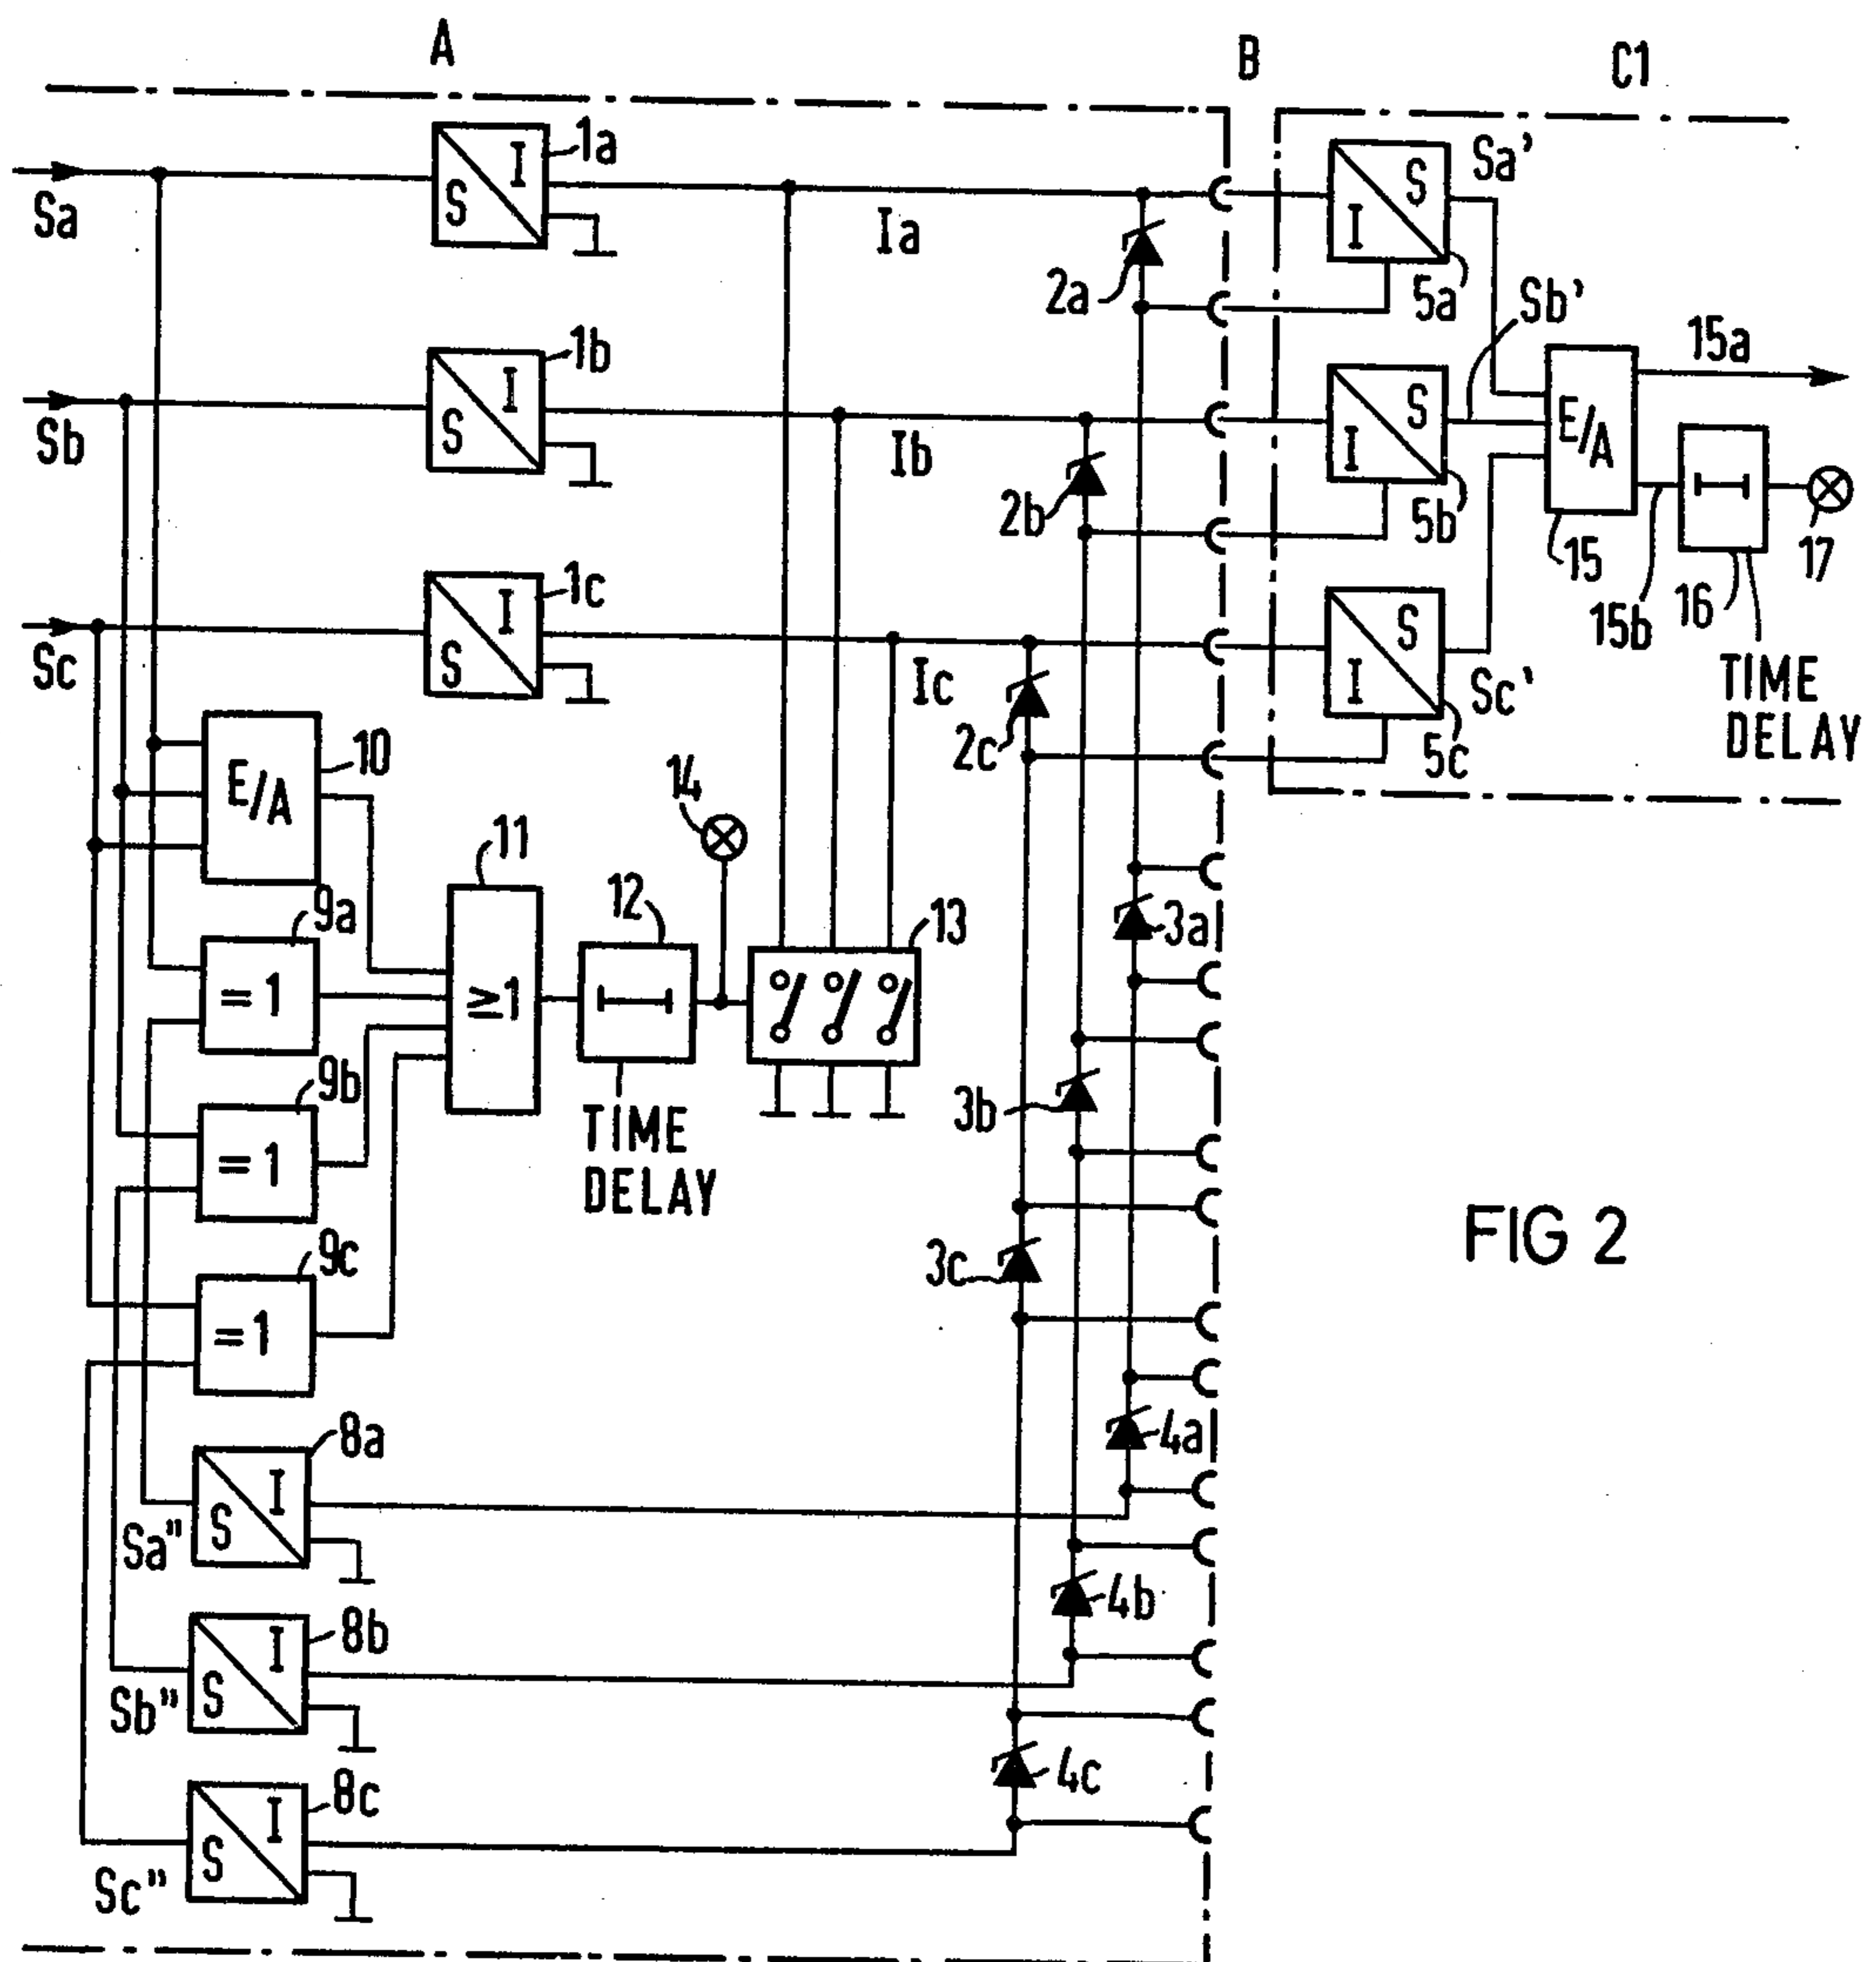 A
B
C1
Sa
S
I
1a
Ia
2a
I
S
Sa'
5a
Sb'
15a
Sb
S
I
1b
Ib
2b
I
S
5b
E/A
15
15b
16
17
TIME
DELAY
Sc
S
I
1c
Ic
2c
I
S
Sc'
5c
E/A
10
14
11
≥1
12
TIME
DELAY
13
=1
9a
=1
9b
=1
9c
3a
3b
3c
FIG 2
4a
4b
4c
S
I
8a
Sa"
S
I
8b
Sb"
S
I
8c
Sc"